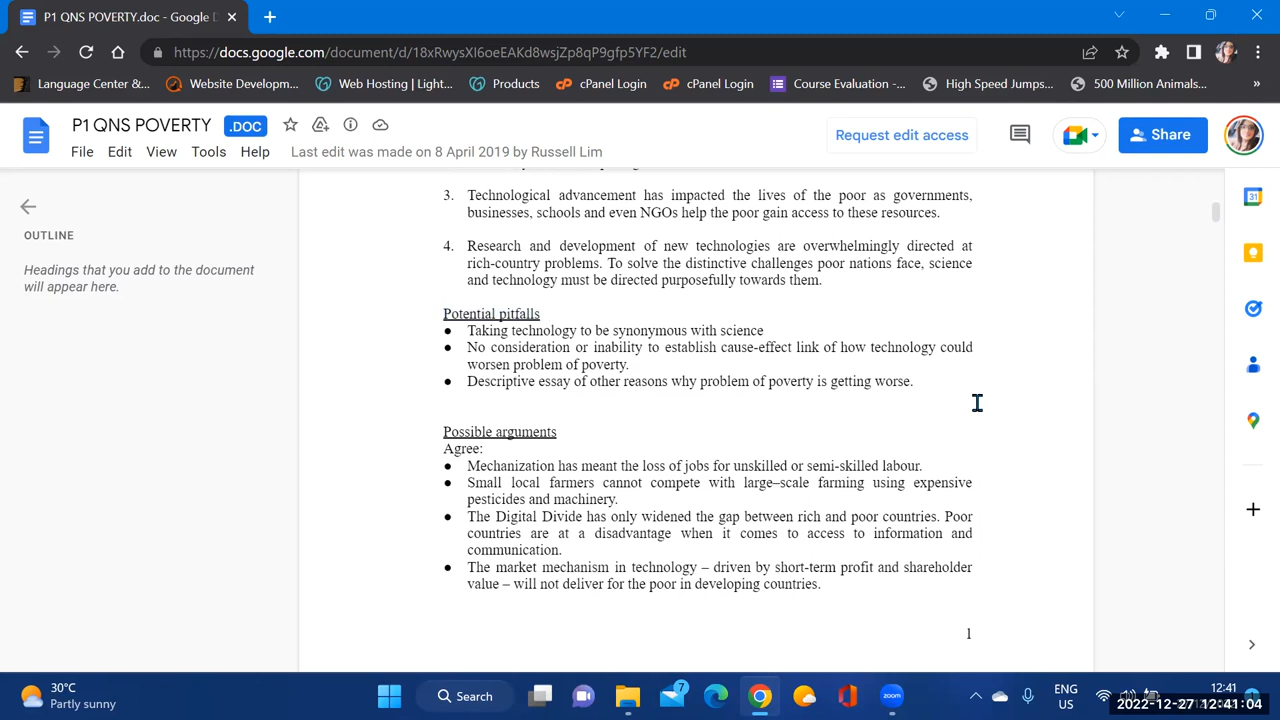 P1 QNS POVERTY.doc - Google D
https://docs.google.com/document/d/18xRwysXI6oeEAKd8wsjZp8qP9gfp5YF2/edit
Language Center &... Website Developm... Web Hosting | Light... Products cPanel Login cPanel Login Course Evaluation -... High Speed Jumps... 500 Million Animals... »
P1 QNS POVERTY .DOC
Request edit access
Share
File Edit View Tools Help Last edit was made on 8 April 2019 by Russell Lim
OUTLINE
Headings that you add to the document
will appear here.
3. Technological advancement has impacted the lives of the poor as governments,
businesses, schools and even NGOs help the poor gain access to these resources.
4. Research and development of new technologies are overwhelmingly directed at
rich-country problems. To solve the distinctive challenges poor nations face, science
and technology must be directed purposefully towards them.
Potential pitfalls
● Taking technology to be synonymous with science
● No consideration or inability to establish cause-effect link of how technology could
worsen problem of poverty.
● Descriptive essay of other reasons why problem of poverty is getting worse.
Possible arguments
Agree:
● Mechanization has meant the loss of jobs for unskilled or semi-skilled labour.
● Small local farmers cannot compete with large–scale farming using expensive
pesticides and machinery.
● The Digital Divide has only widened the gap between rich and poor countries. Poor
countries are at a disadvantage when it comes to access to information and
communication.
● The market mechanism in technology – driven by short-term profit and shareholder
value – will not deliver for the poor in developing countries.
1
31
30°C
Partly sunny
Search
7
zoom
ENG
US
12:41
2022-12-27 12:41:04